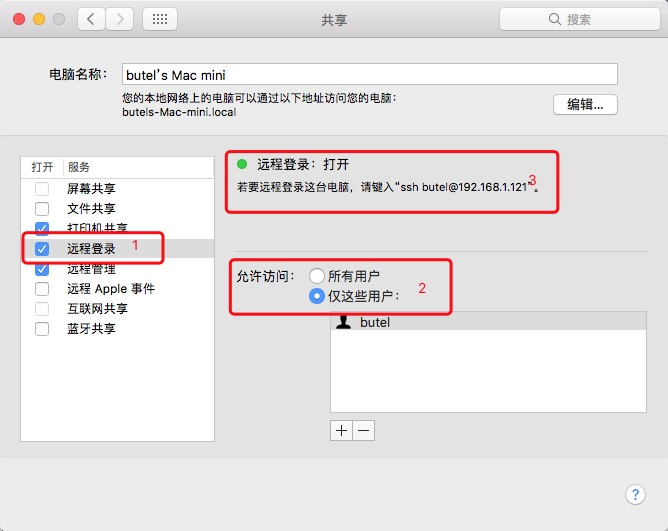 共享
搜索
电脑名称：
butel’s Mac mini
您的本地网络上的电脑可以通过以下地址访问您的电脑：
butels-Mac-mini.local
编辑...
打开 服务
屏幕共享
文件共享
打印机共享
远程登录 1
远程管理
远程 Apple 事件
互联网共享
蓝牙共享
远程登录：打开
若要远程登录这台电脑，请键入“ssh butel@192.168.1.121”。 3
允许访问：
所有用户
仅这些用户： 2
butel
?